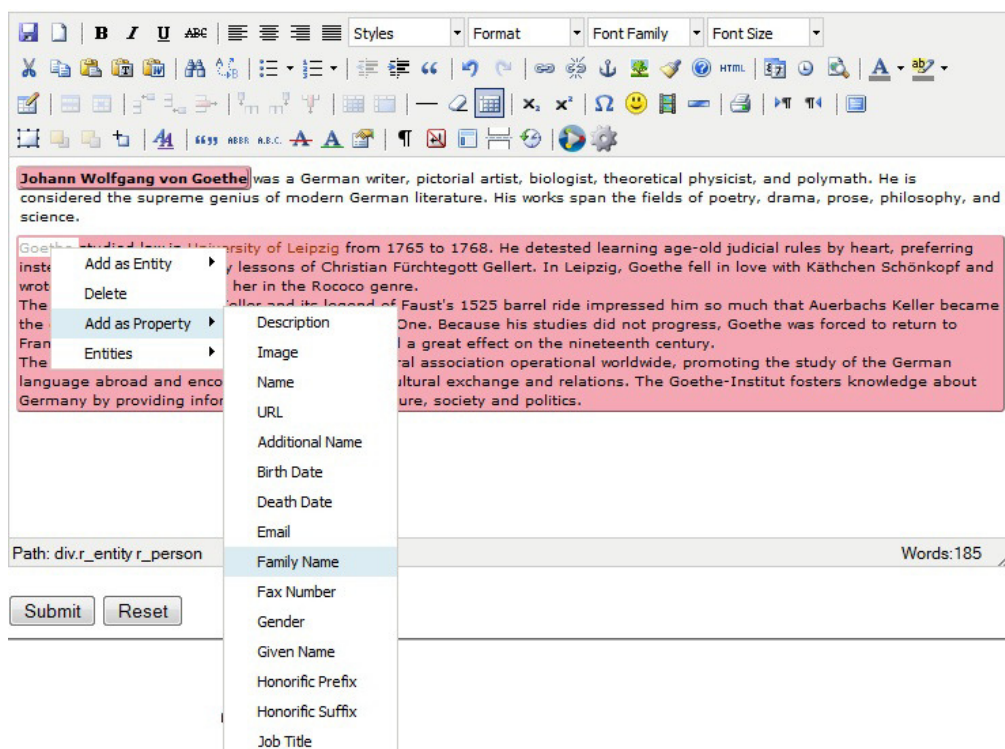 B I U ABC Styles Format Font Family Font Size
HTML A ab
Ω ¶ ¶
ABBR A.B.C. A A ¶
Johann Wolfgang von Goethe was a German writer, pictorial artist, biologist, theoretical physicist, and polymath. He is
considered the supreme genius of modern German literature. His works span the fields of poetry, drama, prose, philosophy, and
science.
Goethe studied law in University of Leipzig from 1765 to 1768. He detested learning age-old judicial rules by heart, preferring
lessons of Christian Fürchtegott Gellert. In Leipzig, Goethe fell in love with Käthchen Schönkopf and
her in the Rococo genre.
The and its legend of Faust's 1525 barrel ride impressed him so much that Auerbachs Keller became
the One. Because his studies did not progress, Goethe was forced to return to
a great effect on the nineteenth century.
The association operational worldwide, promoting the study of the German
language abroad and exchange and relations. The Goethe-Institut fosters knowledge about
Germany by providing society and politics.
Add as Entity
Delete
Add as Property
Entities
Description
Image
Name
URL
Additional Name
Birth Date
Death Date
Email
Family Name
Fax Number
Gender
Given Name
Honorific Prefix
Honorific Suffix
Job Title
Path: div.r_entity r_person Words:185
Submit Reset